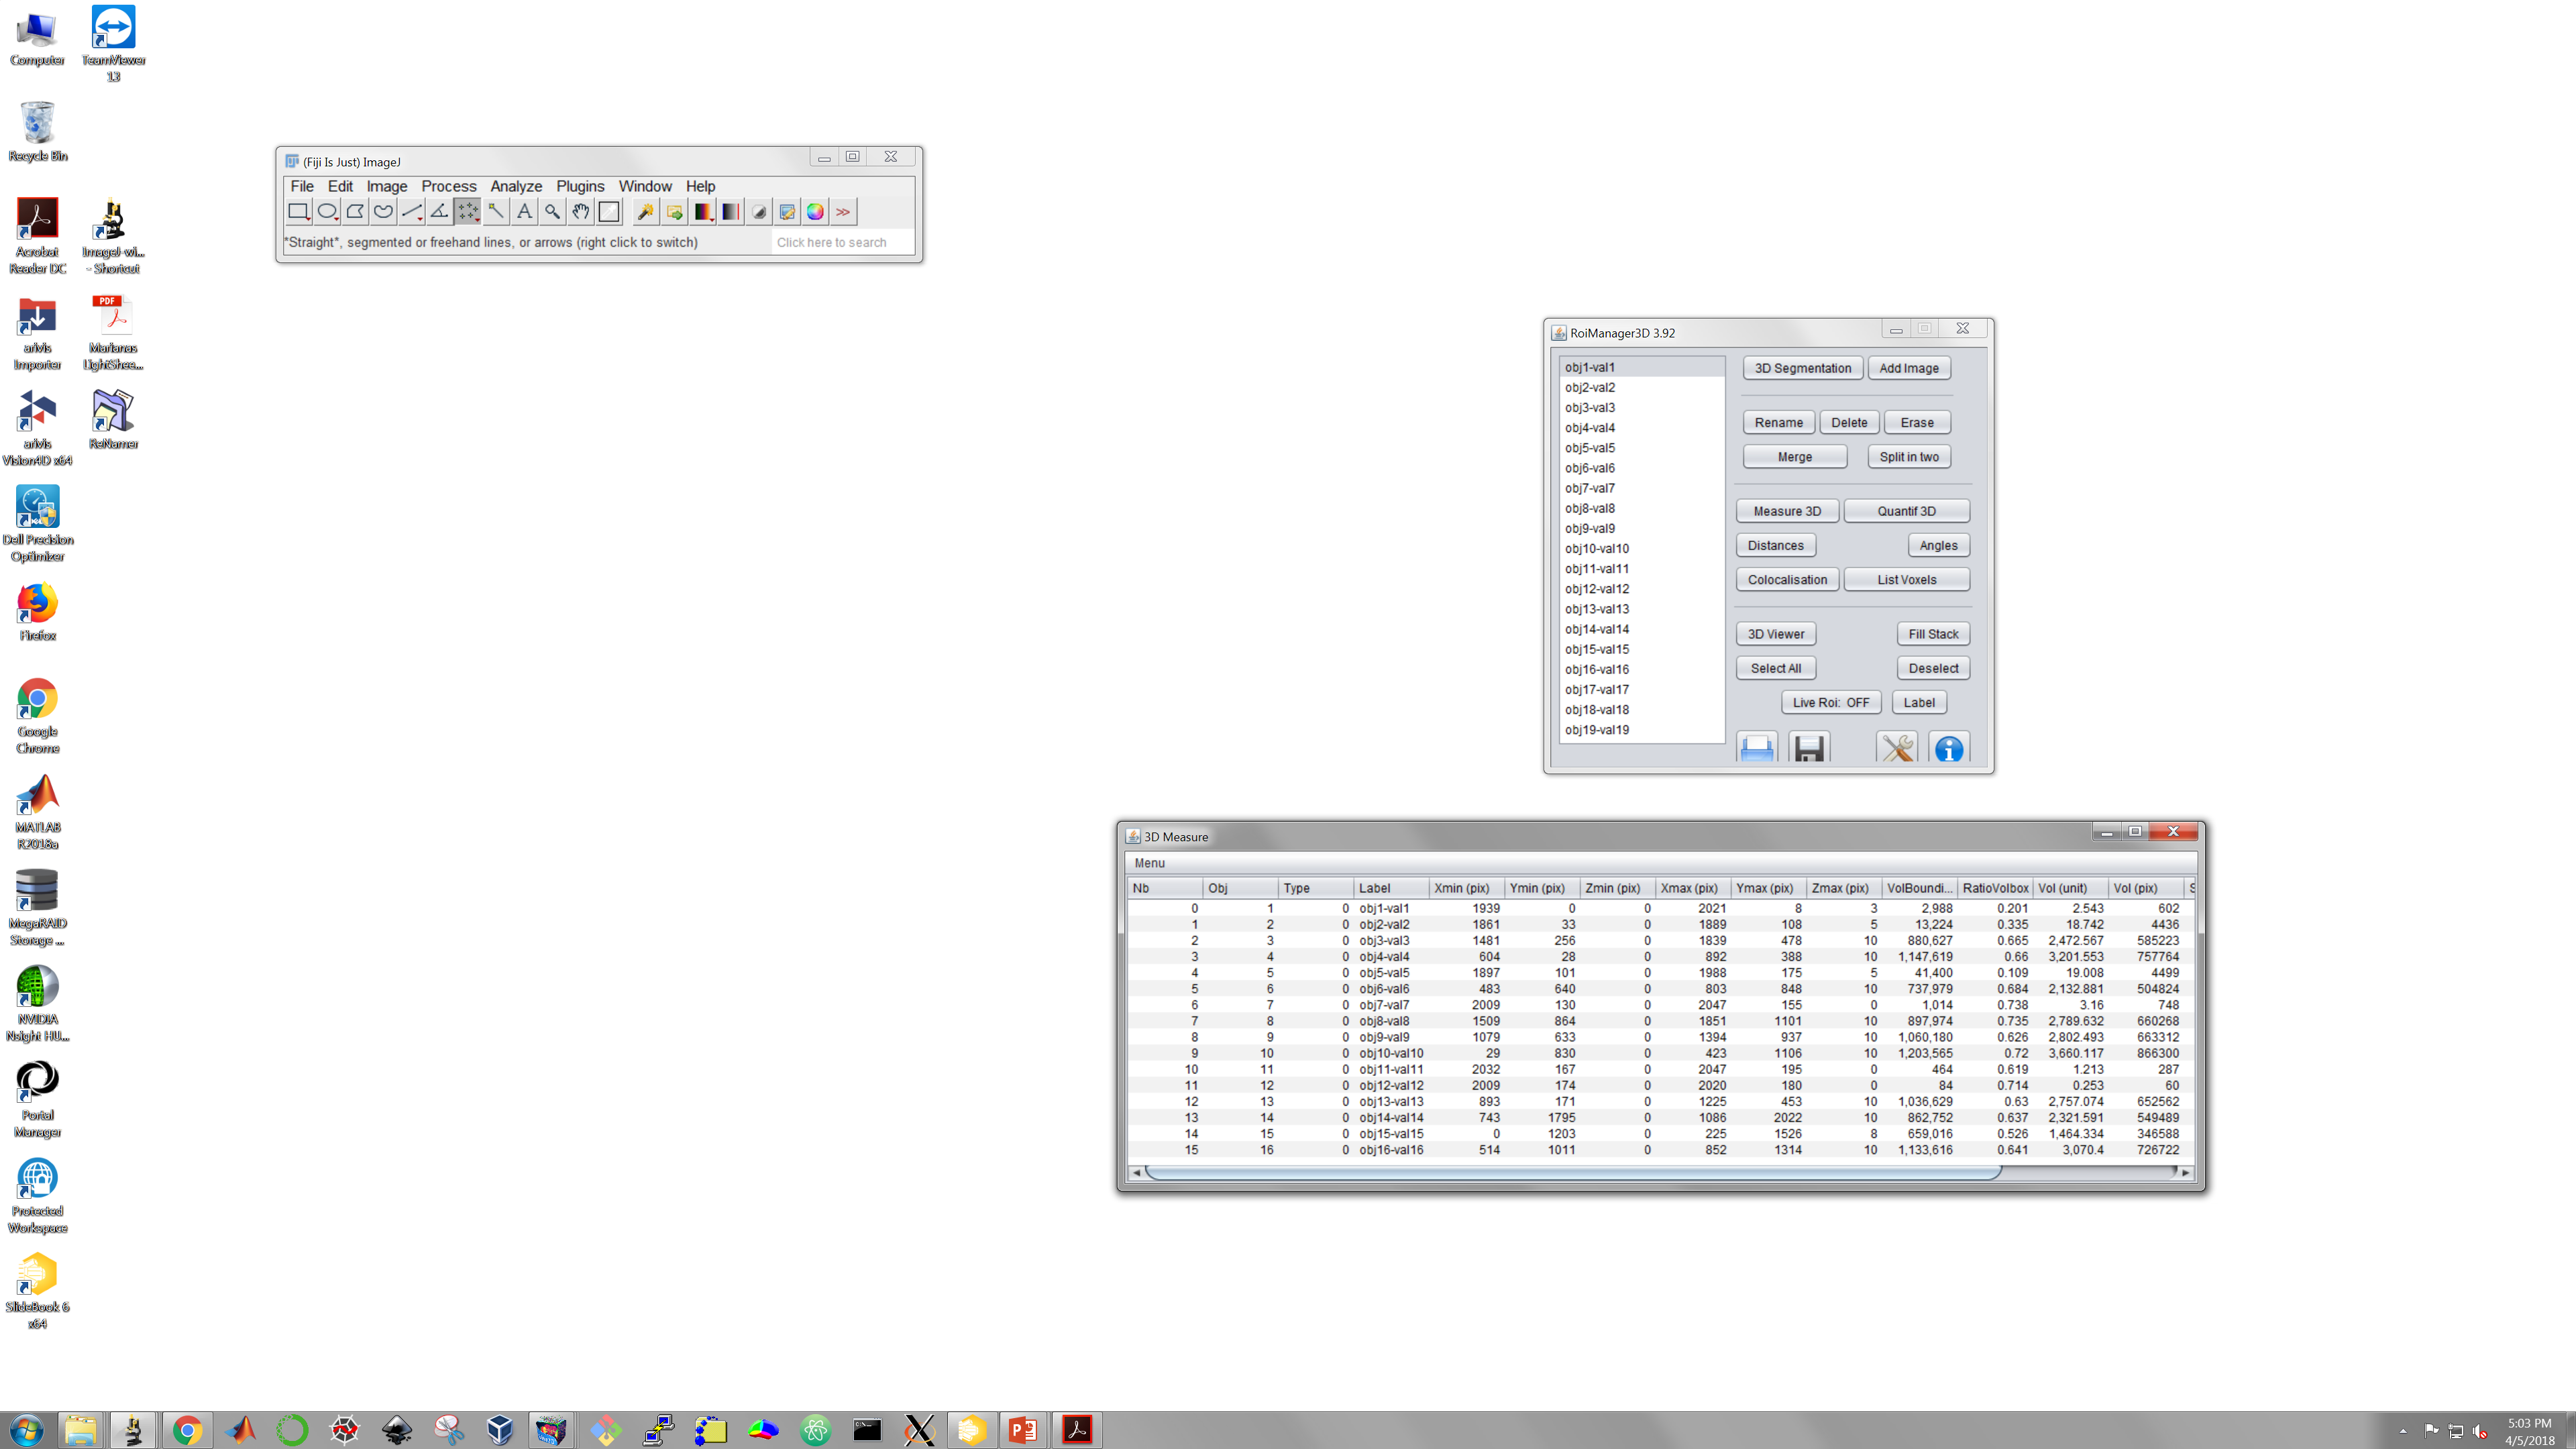 Computer
TeamViewer
13
Recycle Bin
Acrobat
Reader DC
ImageJ-wi...
- Shortcut
arivis
Importer
PDF
Marianas
LightShee...
arivis
Vision4D x64
ReNamer
Dell Precision
Optimizer
Firefox
Google
Chrome
MATLAB
R2018a
MegaRAID
Storage ...
NVIDIA
Nsight HU...
Portal
Manager
Protected
Workspace
SlideBook 6
x64
(Fiji Is Just) ImageJ
File Edit Image Process Analyze Plugins Window Help
A >>
*Straight*, segmented or freehand lines, or arrows (right click to switch) Click here to search
RoiManager3D 3.92
obj1-val1
obj2-val2
obj3-val3
obj4-val4
obj5-val5
obj6-val6
obj7-val7
obj8-val8
obj9-val9
obj10-val10
obj11-val11
obj12-val12
obj13-val13
obj14-val14
obj15-val15
obj16-val16
obj17-val17
obj18-val18
obj19-val19
3D Segmentation Add Image
Rename Delete Erase
Merge Split in two
Measure 3D Quantif 3D
Distances Angles
Colocalisation List Voxels
3D Viewer Fill Stack
Select All Deselect
Live Roi: OFF Label
3D Measure
Menu
Nb Obj Type Label Xmin (pix) Ymin (pix) Zmin (pix) Xmax (pix) Ymax (pix) Zmax (pix) VolBoundi... RatioVolbox Vol (unit) Vol (pix) S
0 1 0 obj1-val1 1939 0 0 2021 8 3 2,988 0.201 2.543 602
1 2 0 obj2-val2 1861 33 0 1889 108 5 13,224 0.335 18.742 4436
2 3 0 obj3-val3 1481 256 0 1839 478 10 880,627 0.665 2,472.567 585223
3 4 0 obj4-val4 604 28 0 892 388 10 1,147,619 0.66 3,201.553 757764
4 5 0 obj5-val5 1897 101 0 1988 175 5 41,400 0.109 19.008 4499
5 6 0 obj6-val6 483 640 0 803 848 10 737,979 0.684 2,132.881 504824
6 7 0 obj7-val7 2009 130 0 2047 155 0 1,014 0.738 3.16 748
7 8 0 obj8-val8 1509 864 0 1851 1101 10 897,974 0.735 2,789.632 660268
8 9 0 obj9-val9 1079 633 0 1394 937 10 1,060,180 0.626 2,802.493 663312
9 10 0 obj10-val10 29 830 0 423 1106 10 1,203,565 0.72 3,660.117 866300
10 11 0 obj11-val11 2032 167 0 2047 195 0 464 0.619 1.213 287
11 12 0 obj12-val12 2009 174 0 2020 180 0 84 0.714 0.253 60
12 13 0 obj13-val13 893 171 0 1225 453 10 1,036,629 0.63 2,757.074 652562
13 14 0 obj14-val14 743 1795 0 1086 2022 10 862,752 0.637 2,321.591 549489
14 15 0 obj15-val15 0 1203 0 225 1526 8 659,016 0.526 1,464.334 346588
15 16 0 obj16-val16 514 1011 0 852 1314 10 1,133,616 0.641 3,070.4 726722
5:03 PM
4/5/2018